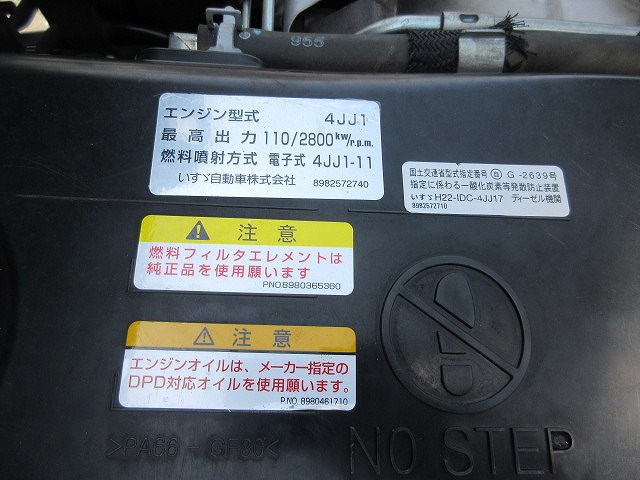 955
エンジン型式 4JJ1
最高出力 110/2800kw/r.p.m.
燃料噴射方式 電子式 4JJ1-11
いすゞ自動車株式会社 8982572740
国土交通省型式指定番号 G-2639号
指定に係わる一酸化炭素等発散防止装置
いすゞH22-IDC-4JJ17 ディーゼル機関
8982572710
注意
燃料フィルタエレメントは
純正品を使用願います
PNO.8980365360
注意
エンジンオイルは、メーカー指定の
DPD対応オイルを使用願います。
P.NO. 8980461710
>PA66-GF30<
NO STEP